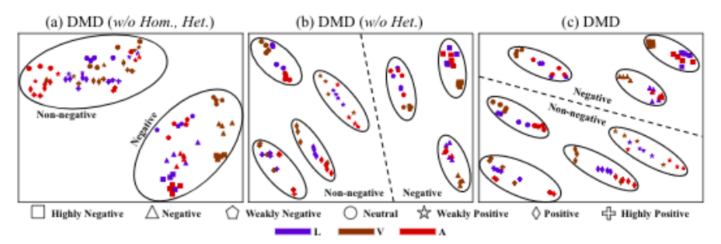 (a) DMD (w/o Hom., Het.)
(b) DMD (w/o Het.)
(c) DMD
Non-negative
Negative
Non-negative
Negative
Negative
Non-negative
Highly Negative
Negative
Weakly Negative
Neutral
Weakly Positive
Positive
Highly Positive
L
V
A